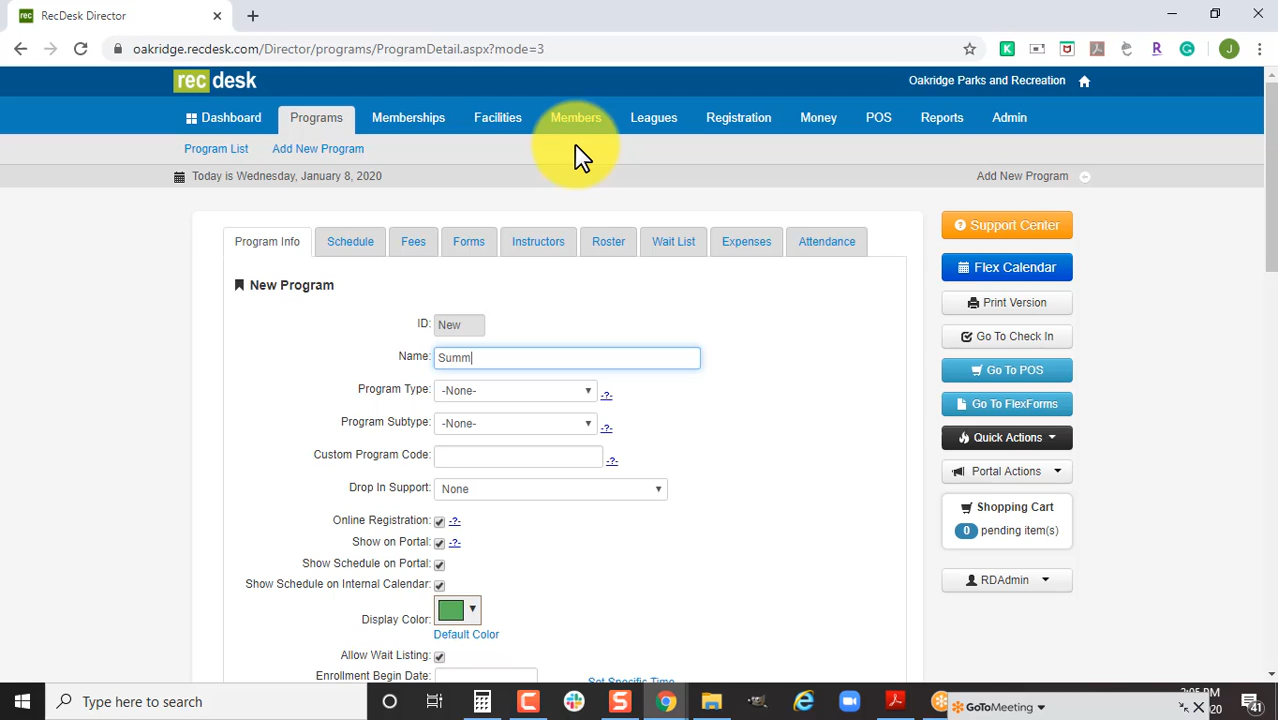 RecDesk Director
oakridge.recdesk.com/Director/programs/ProgramDetail.aspx?mode=3
J
rec desk
Oakridge Parks and Recreation
Dashboard Programs Memberships Facilities Members Leagues Registration Money POS Reports Admin
Program List Add New Program
Today is Wednesday, January 8, 2020
Add New Program
Program Info Schedule Fees Forms Instructors Roster Wait List Expenses Attendance
New Program
ID: New
Name: Summ
Program Type: -None- -?-
Program Subtype: -None- -?-
Custom Program Code: -?-
Drop In Support: None
Online Registration: -?-
Show on Portal: -?-
Show Schedule on Portal:
Show Schedule on Internal Calendar:
Display Color:
Default Color
Allow Wait Listing:
Enrollment Begin Date: Set Specific Time
Support Center
Flex Calendar
Print Version
Go To Check In
Go To POS
Go To FlexForms
Quick Actions
Portal Actions
Shopping Cart
0 pending item(s)
RDAdmin
Type here to search
GoToMeeting
41